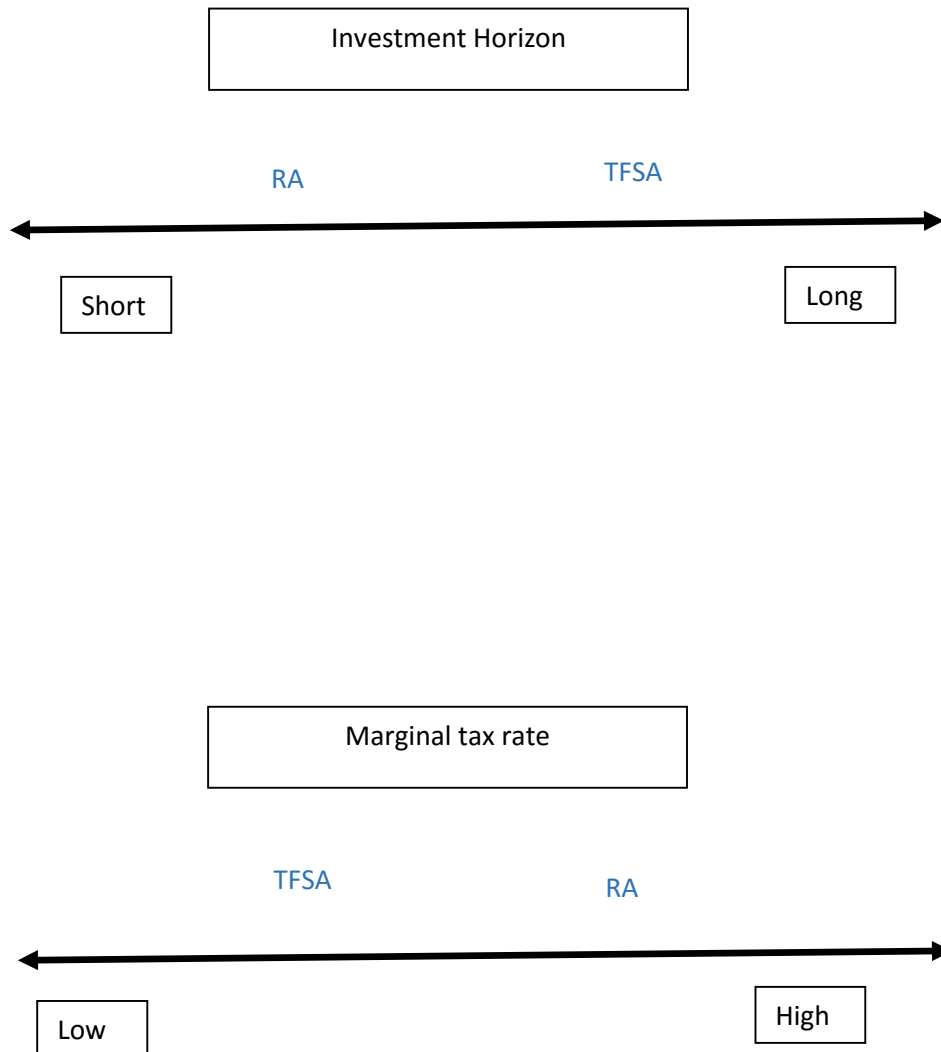 Investment Horizon
RA
TFSA
Short
Long
Marginal tax rate
TFSA
RA
Low
High